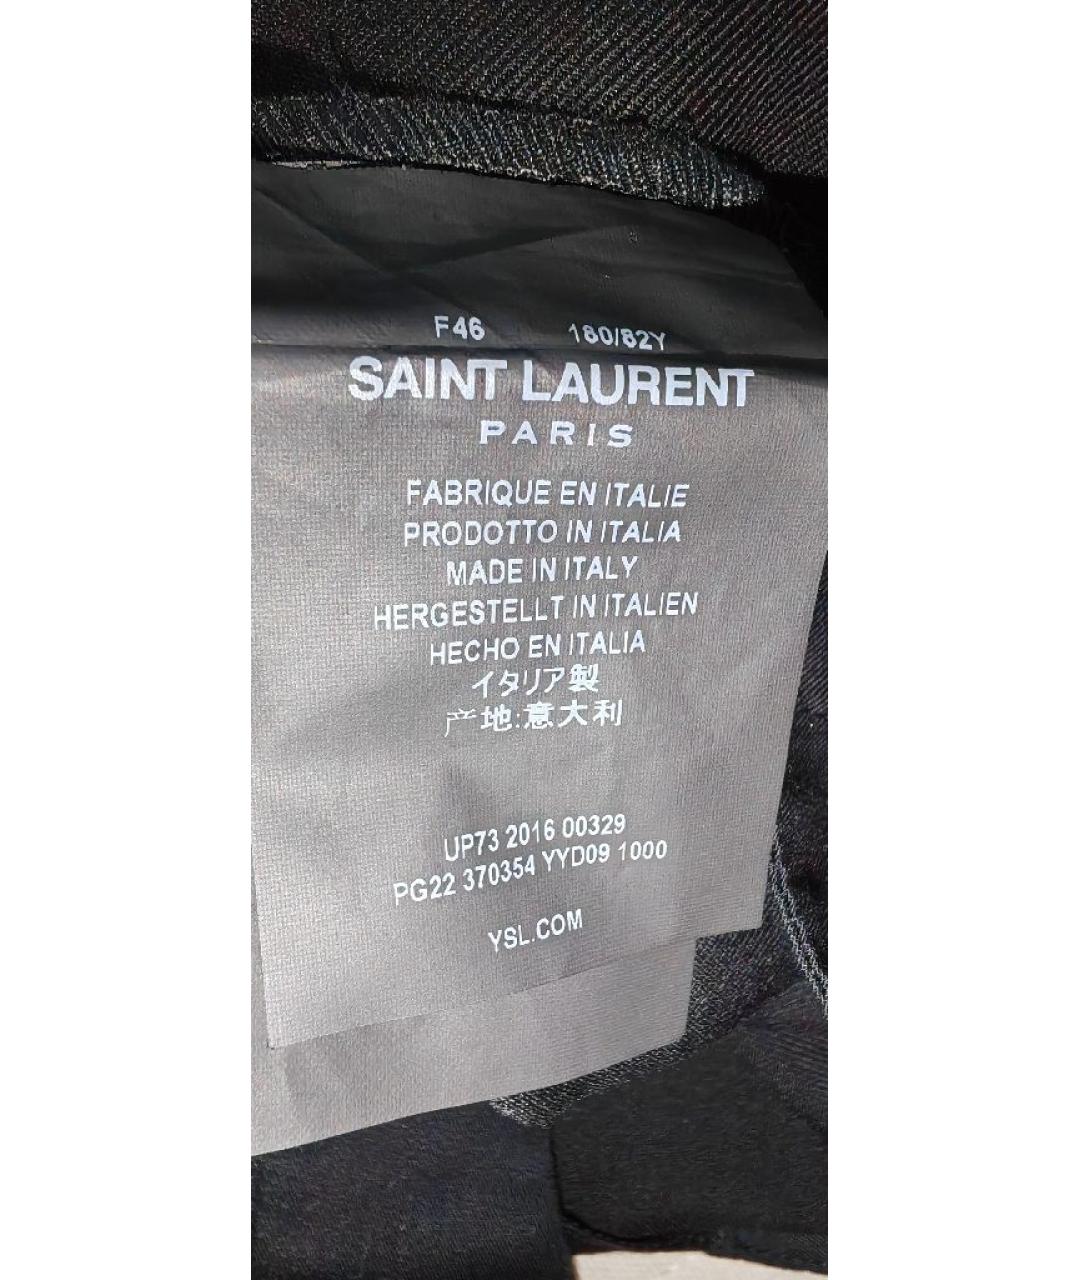 F46 180/82Y
SAINT LAURENT
PARIS
FABRIQUE EN ITALIE
PRODOTTO IN ITALIA
MADE IN ITALY
HERGESTELLT IN ITALIEN
HECHO EN ITALIA
イタリア製
产地:意大利
UP73 2016 00329
PG22 370354 YYD09 1000
YSL.COM